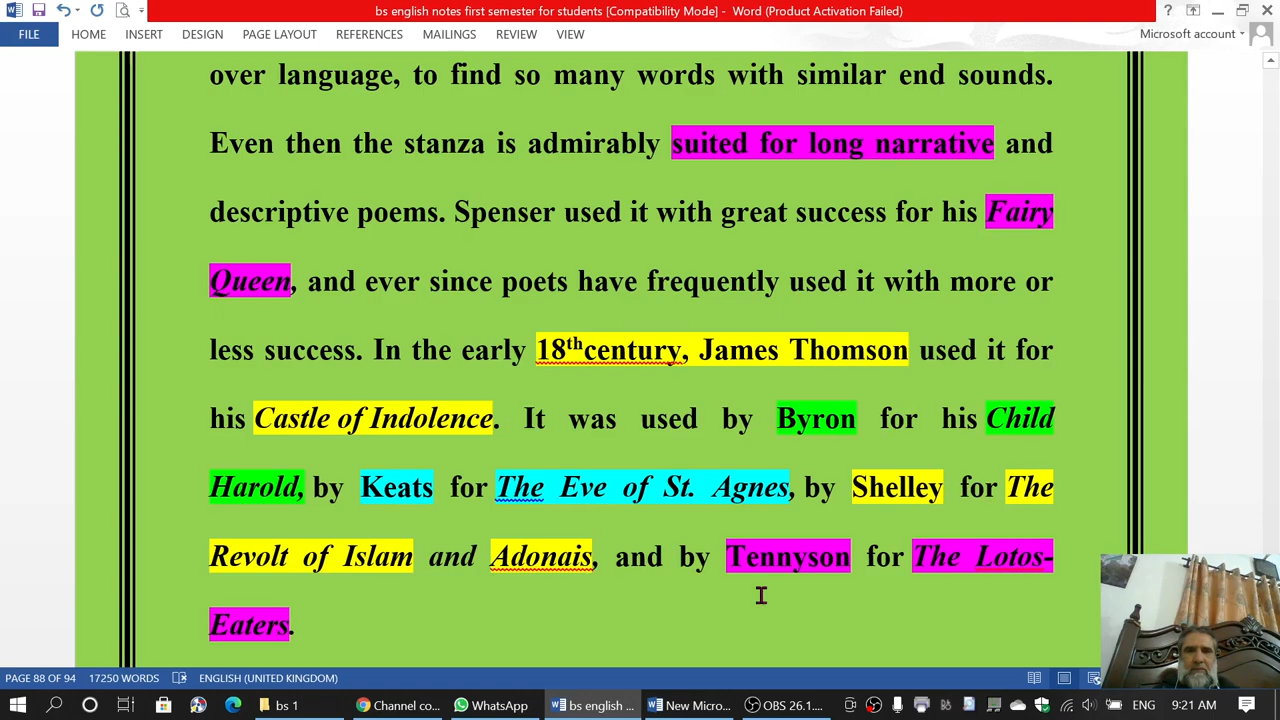 bs english notes first semester for students [Compatibility Mode] - Word (Product Activation Failed)
FILE HOME INSERT DESIGN PAGE LAYOUT REFERENCES MAILINGS REVIEW VIEW Microsoft account
over language, to find so many words with similar end sounds.
Even then the stanza is admirably suited for long narrative and
descriptive poems. Spenser used it with great success for his Fairy
Queen, and ever since poets have frequently used it with more or
less success. In the early 18thcentury, James Thomson used it for
his Castle of Indolence. It was used by Byron for his Child
Harold, by Keats for The Eve of St. Agnes, by Shelley for The
Revolt of Islam and Adonais, and by Tennyson for The Lotos-
Eaters.
PAGE 88 OF 94 17250 WORDS ENGLISH (UNITED KINGDOM)
bs 1 Channel co... WhatsApp bs english ... New Micro... OBS 26.1.... ENG 9:21 AM